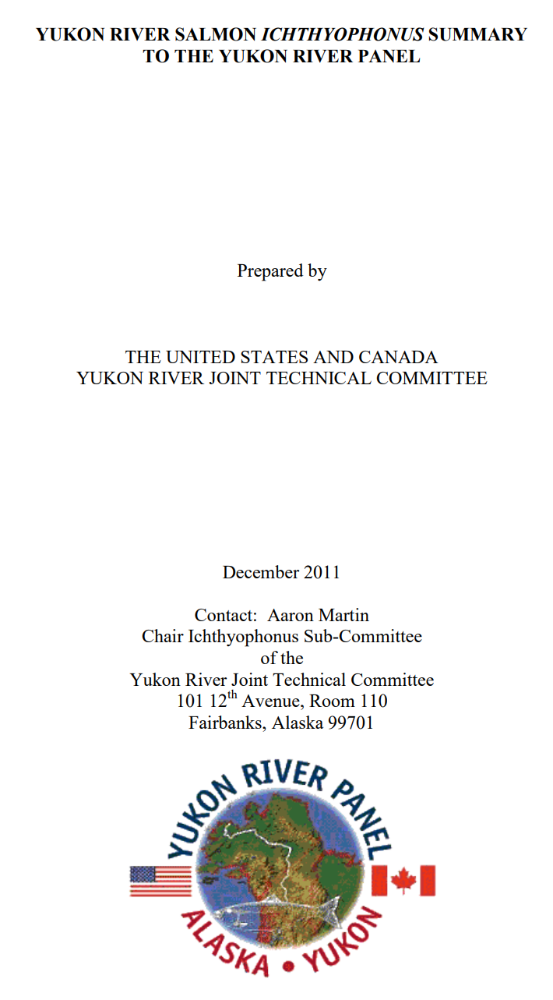 YUKON RIVER SALMON ICHTHYOPHONUS SUMMARY
TO THE YUKON RIVER PANEL
Prepared by
THE UNITED STATES AND CANADA
YUKON RIVER JOINT TECHNICAL COMMITTEE
December 2011
Contact:  Aaron Martin
Chair Ichthyophonus Sub-Committee
of the
Yukon River Joint Technical Committee
101 12th Avenue, Room 110
Fairbanks, Alaska 99701
YUKON RIVER PANEL
ALASKA • YUKON